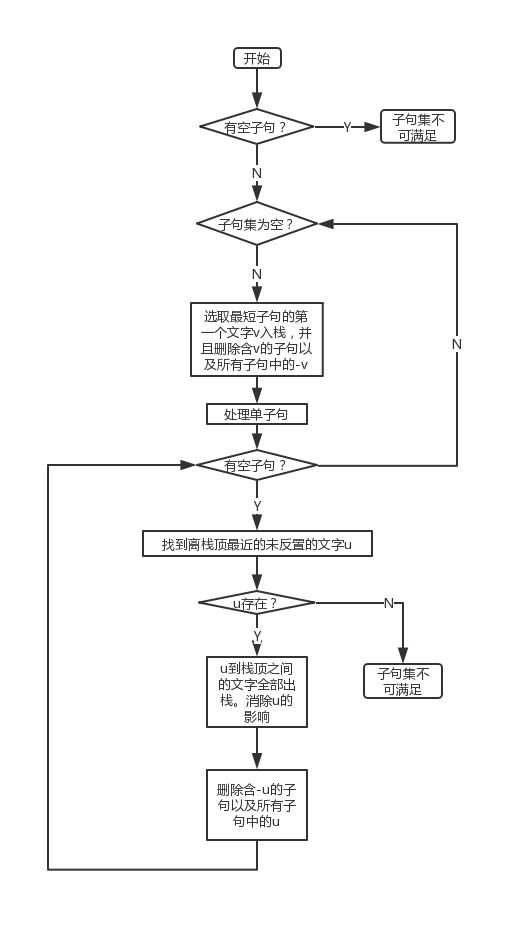 开始
有空子句？
Y
子句集不
可满足
N
子句集为空？
N
选取最短子句的第
一个文字v入栈，并
且删除含v的子句以
及所有子句中的-v
N
处理单子句
有空子句？
Y
找到离栈顶最近的未反置的文字u
u存在？
N
Y
u到栈顶之间
的文字全部出
栈。消除u的
影响
子句集不
可满足
删除含-u的子
句以及所有子
句中的u